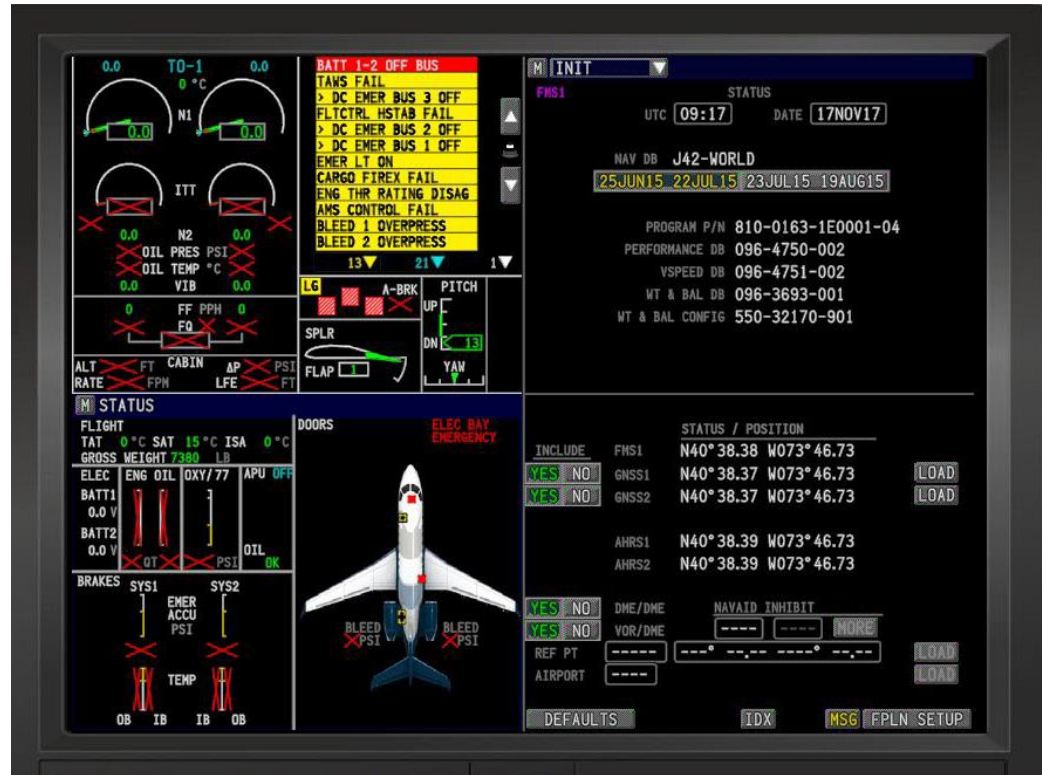 0.0 TO-1 0.0
0 °C
N1
0.0 0.0
ITT
0.0 N2 0.0
OIL PRES PSI
OIL TEMP °C
0.0 VIB 0.0
0 FF PPH 0
FQ
ALT FT CABIN ΔP PSI
RATE FPM LFE FT
BATT 1-2 OFF BUS
TAWS FAIL
> DC EMER BUS 3 OFF
FLTCTRL HSTAB FAIL
> DC EMER BUS 2 OFF
> DC EMER BUS 1 OFF
EMER LT ON
CARGO FIREX FAIL
ENG THR RATING DISAG
AMS CONTROL FAIL
BLEED 1 OVERPRESS
BLEED 2 OVERPRESS
13 21 1
LG A-BRK
SPLR
FLAP 1
PITCH
UP
DN 13
YAW
M STATUS
FLIGHT
TAT 0 °C SAT 15 °C ISA 0 °C
GROSS WEIGHT 7380 LB
ELEC
BATT1
0.0 V
BATT2
0.0 V
ENG OIL
QT
OXY/77
PSI
APU OFF
OIL
OK
BRAKES
SYS1 SYS2
EMER
ACCU
PSI
TEMP
OB IB IB OB
DOORS
ELEC BAY
EMERGENCY
BLEED BLEED
PSI PSI
M INIT
FMS1 STATUS
UTC 09:17 DATE 17NOV17
NAV DB J42-WORLD
25JUN15 22JUL15 23JUL15 19AUG15
PROGRAM P/N 810-0163-1E0001-04
PERFORMANCE DB 096-4750-002
VSPEED DB 096-4751-002
WT & BAL DB 096-3693-001
WT & BAL CONFIG 550-32170-901
STATUS / POSITION
INCLUDE FMS1 N40°38.38 W073°46.73
YES NO GNSS1 N40°38.37 W073°46.73 LOAD
YES NO GNSS2 N40°38.37 W073°46.73 LOAD
AHRS1 N40°38.39 W073°46.73
AHRS2 N40°38.39 W073°46.73
YES NO DME/DME NAVAID INHIBIT
YES NO VOR/DME ---- ---- MORE
REF PT ----- ---° --.-- ----° --.-- LOAD
AIRPORT ---- LOAD
DEFAULTS IDX MSG FPLN SETUP